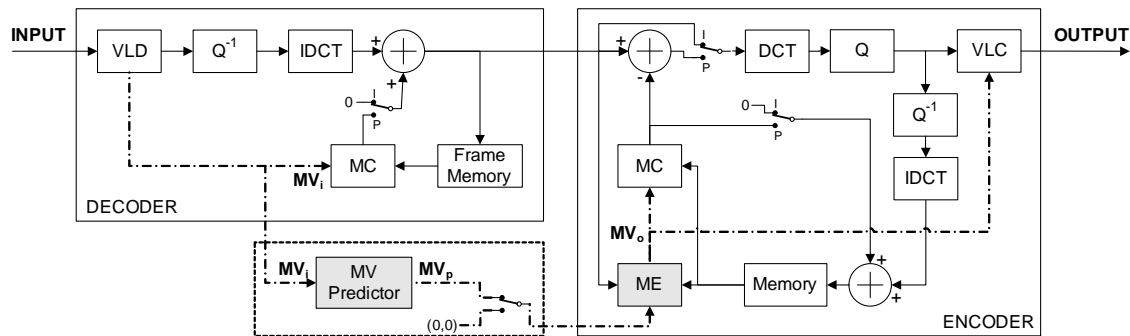 INPUT
VLD
Q-1
IDCT
+
+
0
I
P
MC
Frame
Memory
MVi
DECODER
MVi
MV
Predictor
MVp
(0,0)
+
-
I
P
DCT
Q
VLC
OUTPUT
0
I
P
Q-1
IDCT
MC
MVo
ME
Memory
+
+
ENCODER